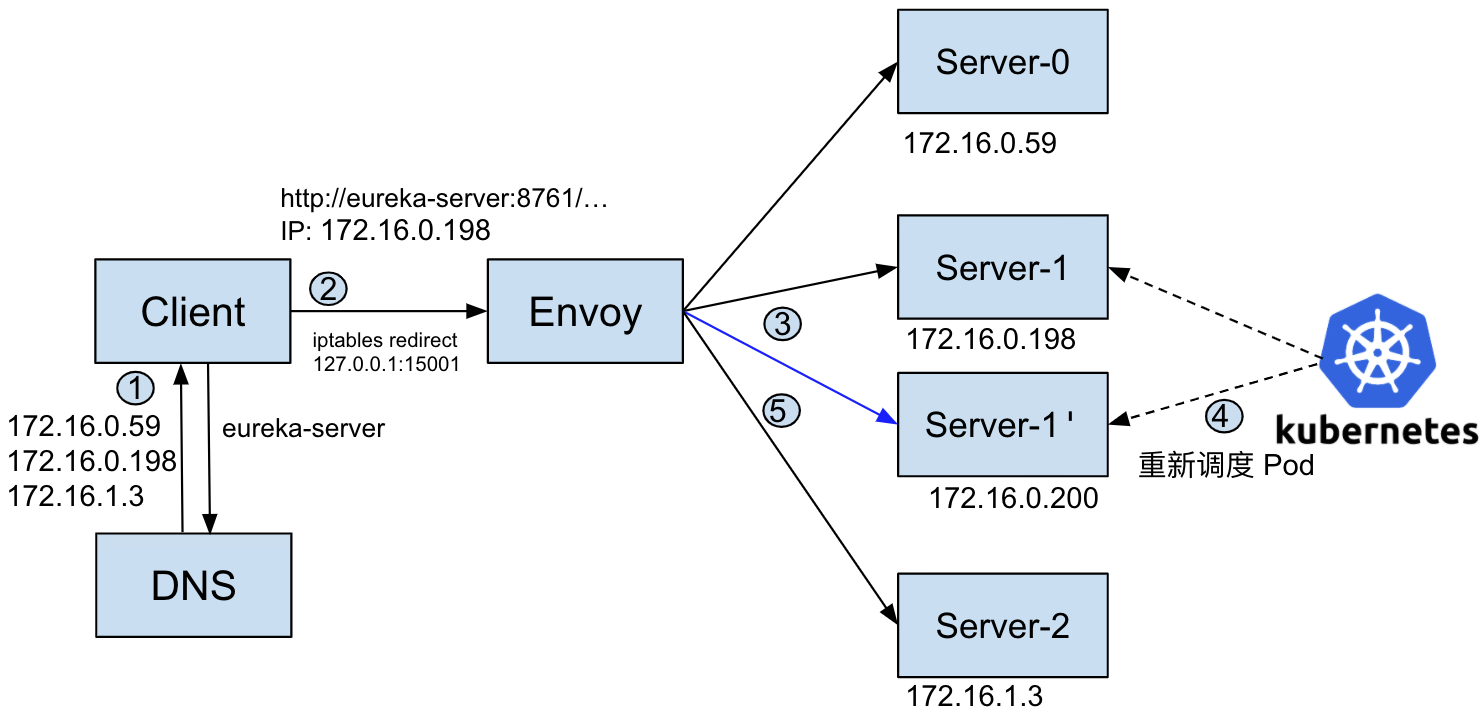 Server-0
172.16.0.59
http://eureka-server:8761/…
IP: 172.16.0.198
Client
②
iptables redirect
127.0.0.1:15001
Envoy
Server-1
172.16.0.198
③
①
172.16.0.59
172.16.0.198
172.16.1.3
eureka-server
DNS
⑤
Server-1 '
172.16.0.200
④
重新调度 Pod
kubernetes
Server-2
172.16.1.3